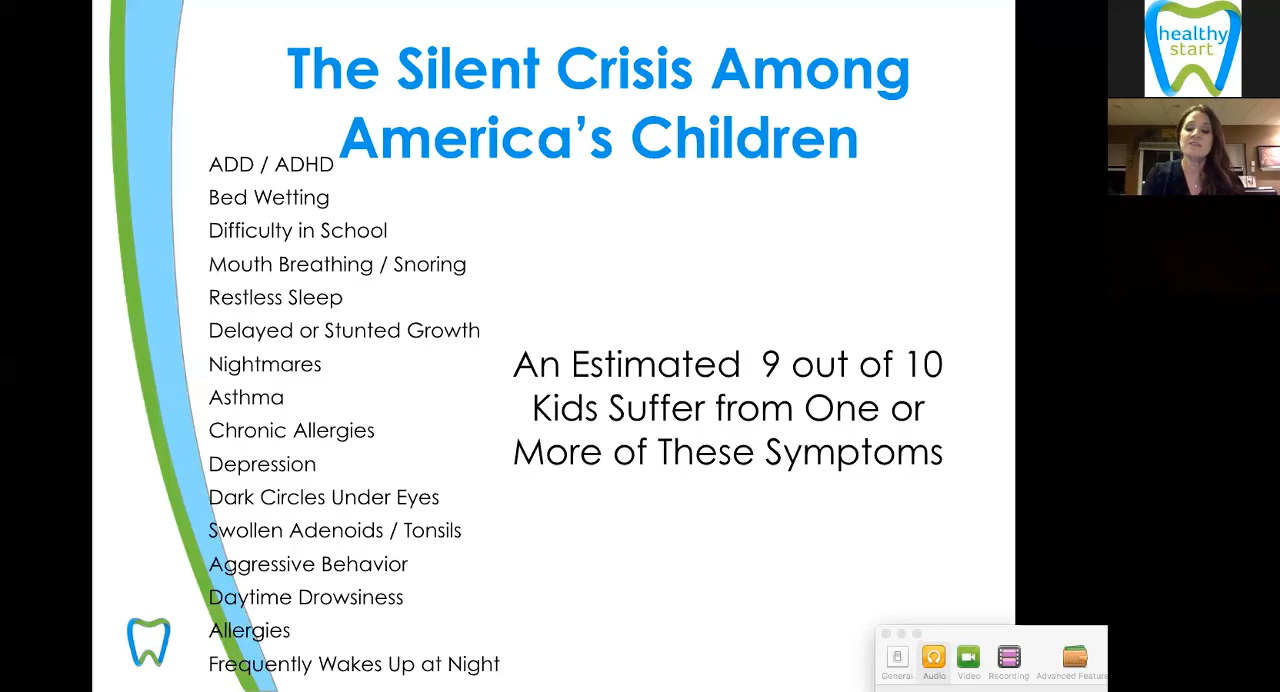 The Silent Crisis Among
America's Children
ADD / ADHD
Bed Wetting
Difficulty in School
Mouth Breathing / Snoring
Restless Sleep
Delayed or Stunted Growth
Nightmares
Asthma
Chronic Allergies
Depression
Dark Circles Under Eyes
Swollen Adenoids / Tonsils
Aggressive Behavior
Daytime Drowsiness
Allergies
Frequently Wakes Up at Night
An Estimated 9 out of 10
Kids Suffer from One or
More of These Symptoms
healthy
start
General Audio Video Recording Advanced Feature